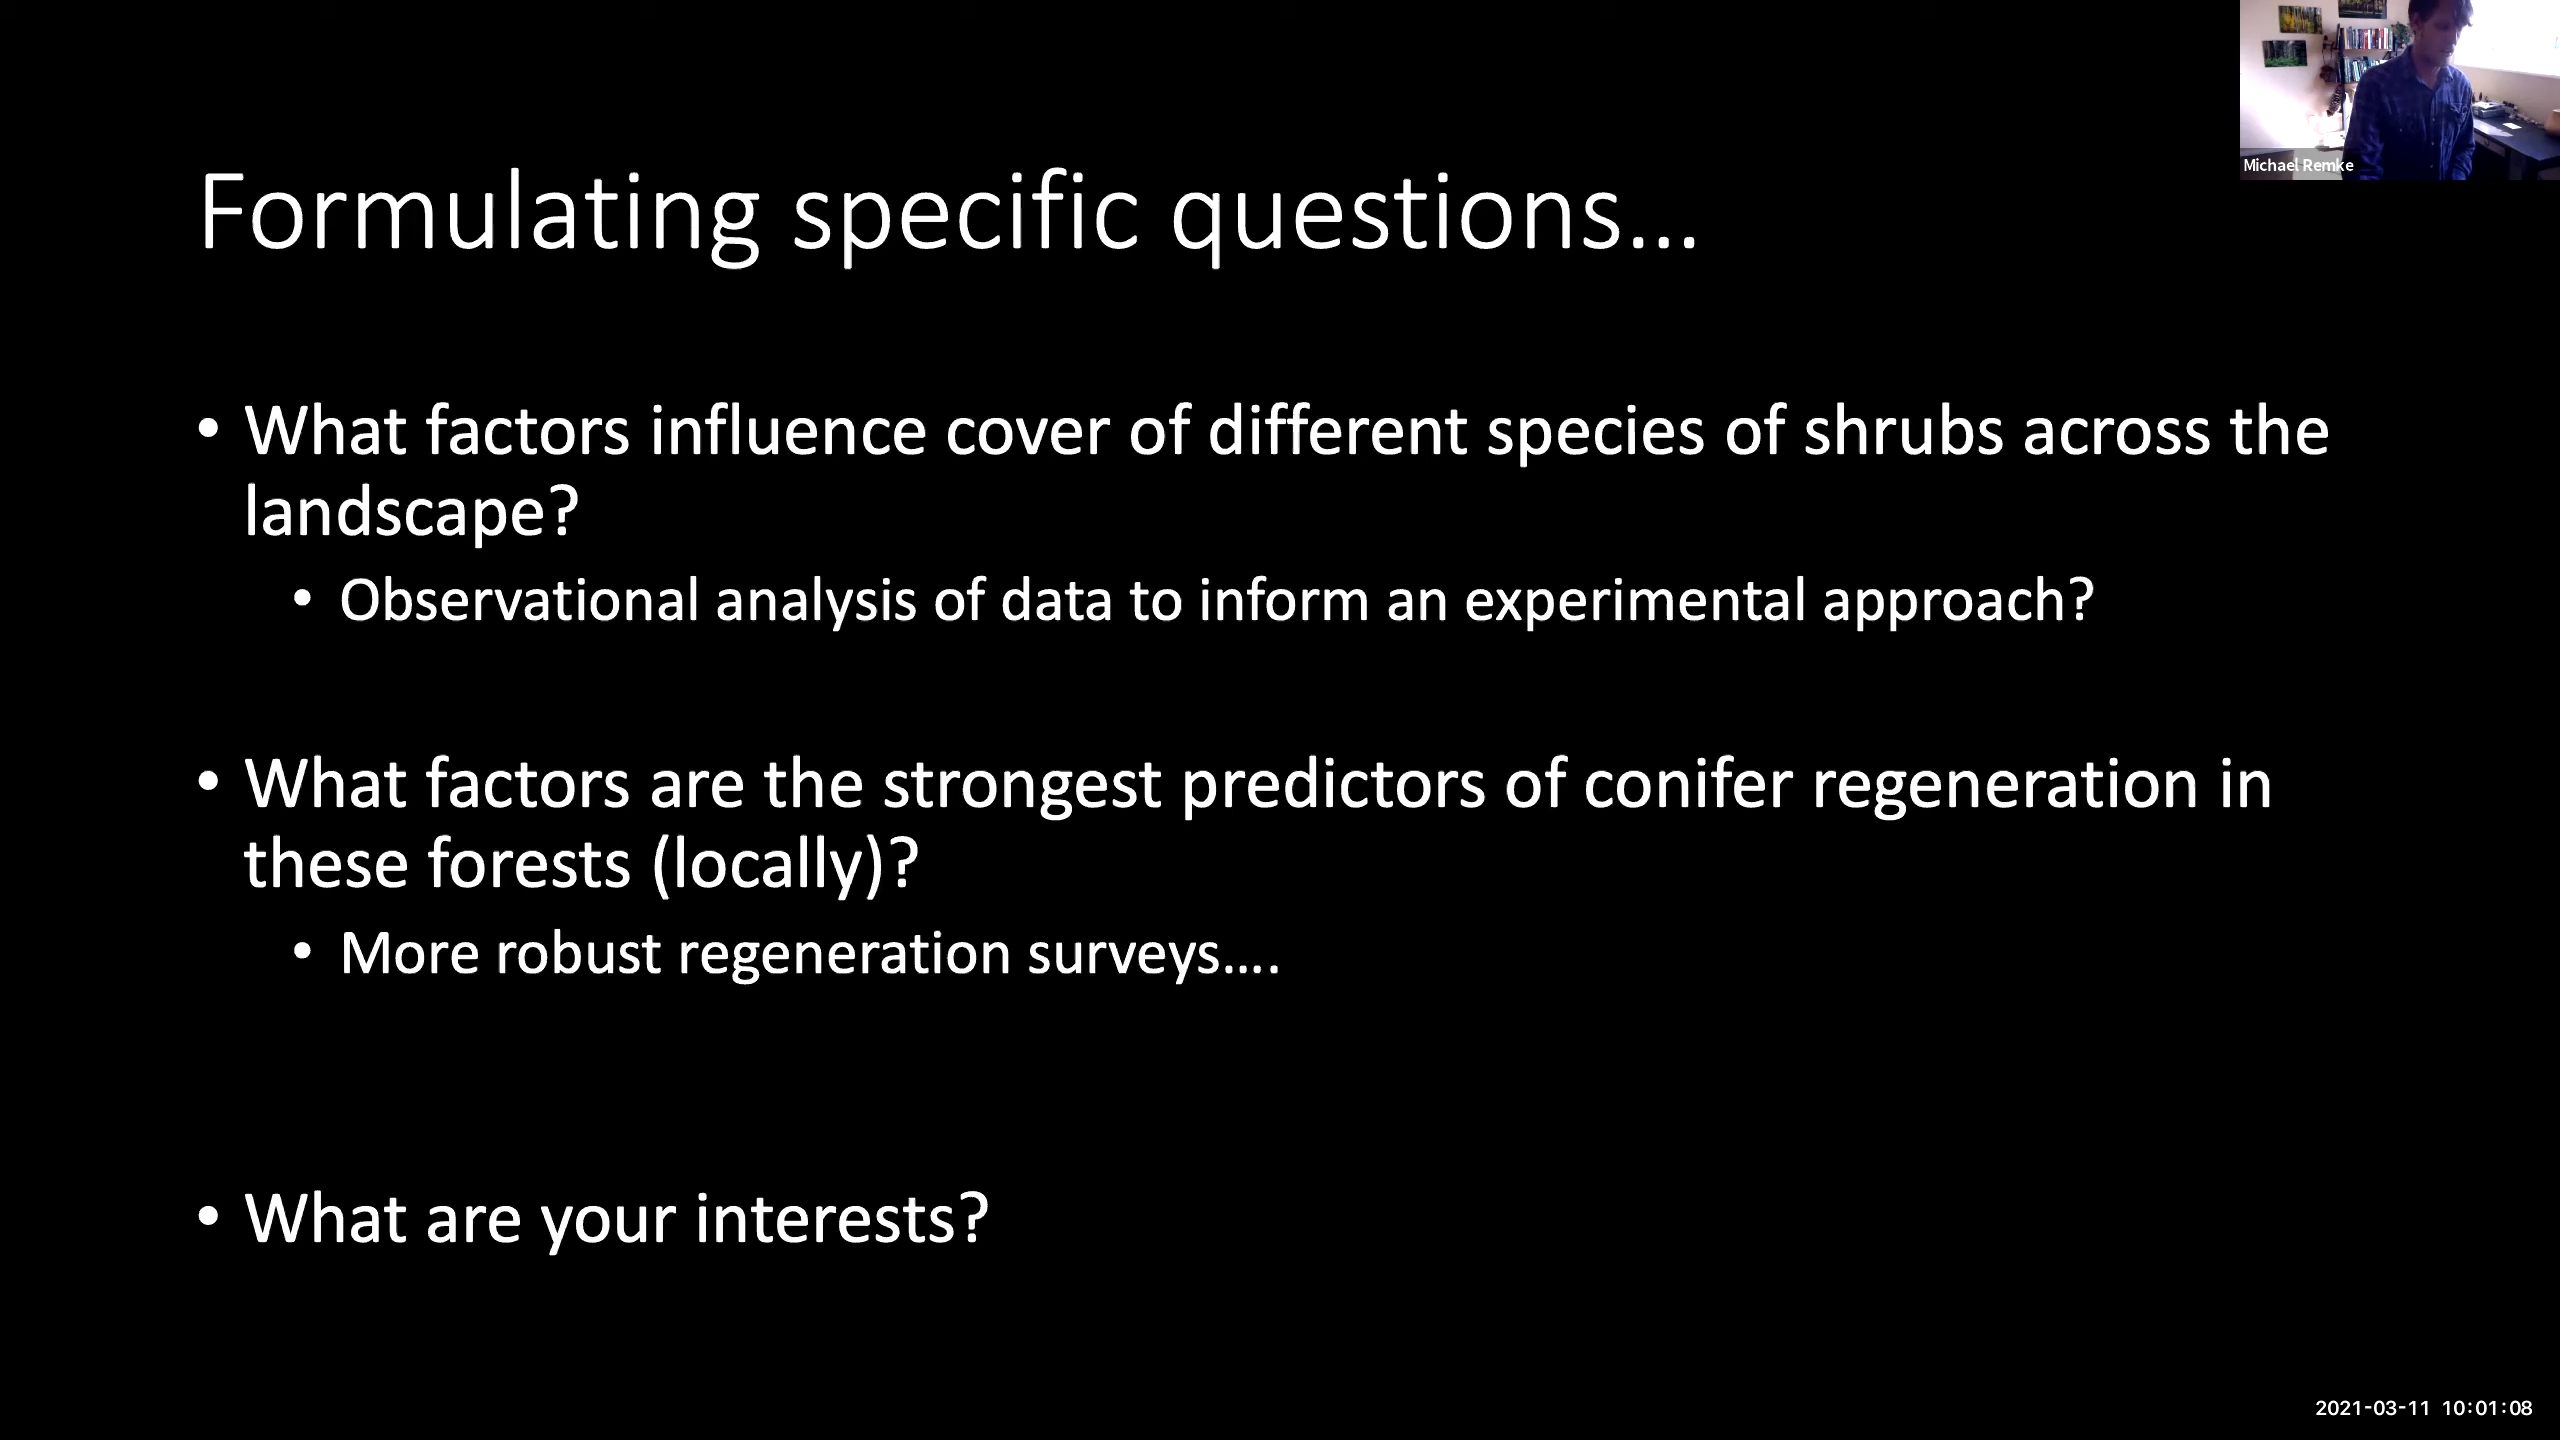 Michael Remke
Formulating specific questions...
• What factors influence cover of different species of shrubs across the
landscape?
• Observational analysis of data to inform an experimental approach?
• What factors are the strongest predictors of conifer regeneration in
these forests (locally)?
• More robust regeneration surveys....
• What are your interests?
2021-03-11 10:01:08